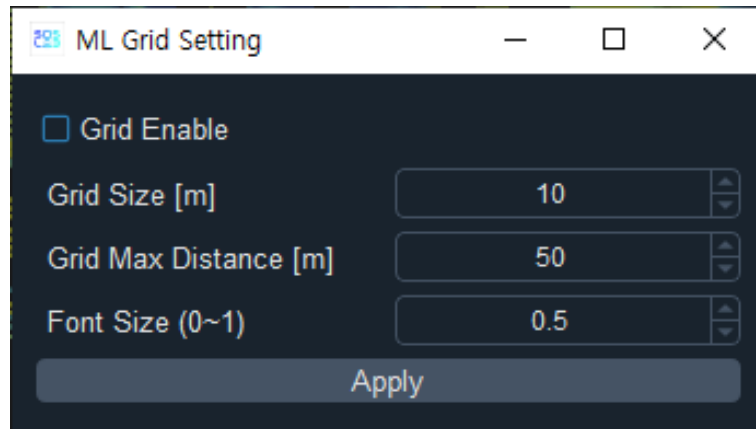 ML Grid Setting
Grid Enable
Grid Size [m] 10
Grid Max Distance [m] 50
Font Size (0~1) 0.5
Apply